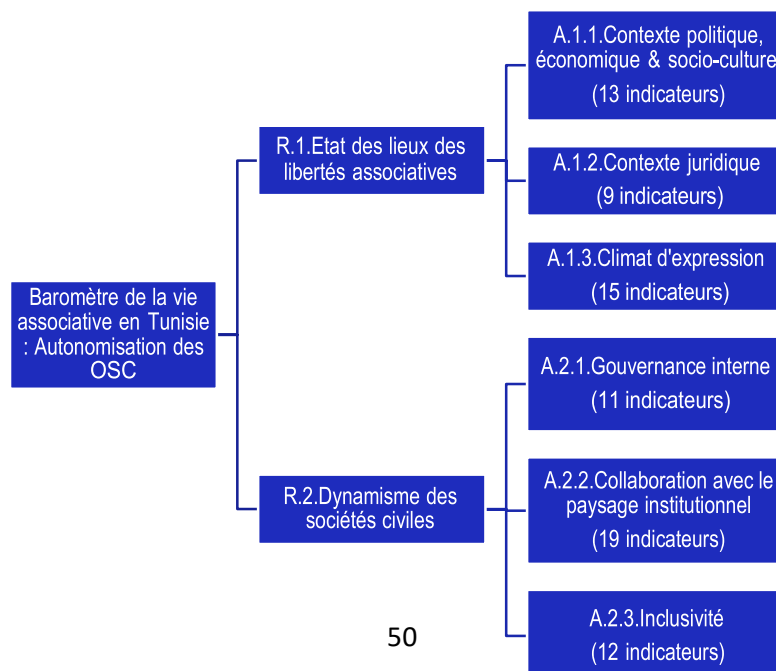 Baromètre de la vie
associative en Tunisie
: Autonomisation des
OSC
R.1.Etat des lieux des
libertés associatives
A.1.1.Contexte politique,
économique & socio-culture
(13 indicateurs)
A.1.2.Contexte juridique
(9 indicateurs)
A.1.3.Climat d'expression
(15 indicateurs)
R.2.Dynamisme des
sociétés civiles
A.2.1.Gouvernance interne
(11 indicateurs)
A.2.2.Collaboration avec le
paysage institutionnel
(19 indicateurs)
A.2.3.Inclusivité
(12 indicateurs)
50